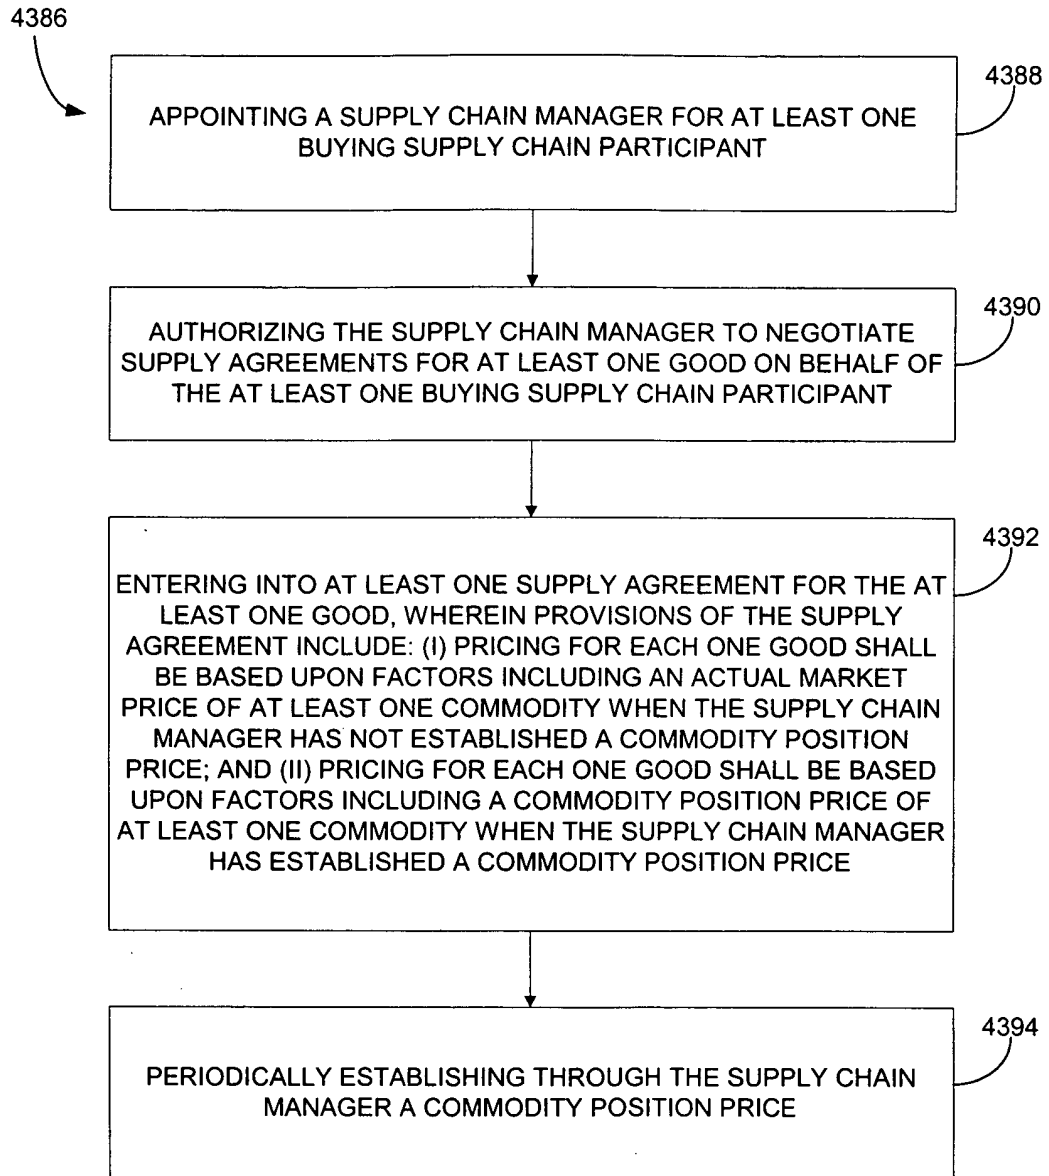 4386
4388
APPOINTING A SUPPLY CHAIN MANAGER FOR AT LEAST ONE
BUYING SUPPLY CHAIN PARTICIPANT
4390
AUTHORIZING THE SUPPLY CHAIN MANAGER TO NEGOTIATE
SUPPLY AGREEMENTS FOR AT LEAST ONE GOOD ON BEHALF OF
THE AT LEAST ONE BUYING SUPPLY CHAIN PARTICIPANT
4392
ENTERING INTO AT LEAST ONE SUPPLY AGREEMENT FOR THE AT
LEAST ONE GOOD, WHEREIN PROVISIONS OF THE SUPPLY
AGREEMENT INCLUDE: (I) PRICING FOR EACH ONE GOOD SHALL
BE BASED UPON FACTORS INCLUDING AN ACTUAL MARKET
PRICE OF AT LEAST ONE COMMODITY WHEN THE SUPPLY CHAIN
MANAGER HAS NOT ESTABLISHED A COMMODITY POSITION
PRICE; AND (II) PRICING FOR EACH ONE GOOD SHALL BE BASED
UPON FACTORS INCLUDING A COMMODITY POSITION PRICE OF
AT LEAST ONE COMMODITY WHEN THE SUPPLY CHAIN MANAGER
HAS ESTABLISHED A COMMODITY POSITION PRICE
4394
PERIODICALLY ESTABLISHING THROUGH THE SUPPLY CHAIN
MANAGER A COMMODITY POSITION PRICE